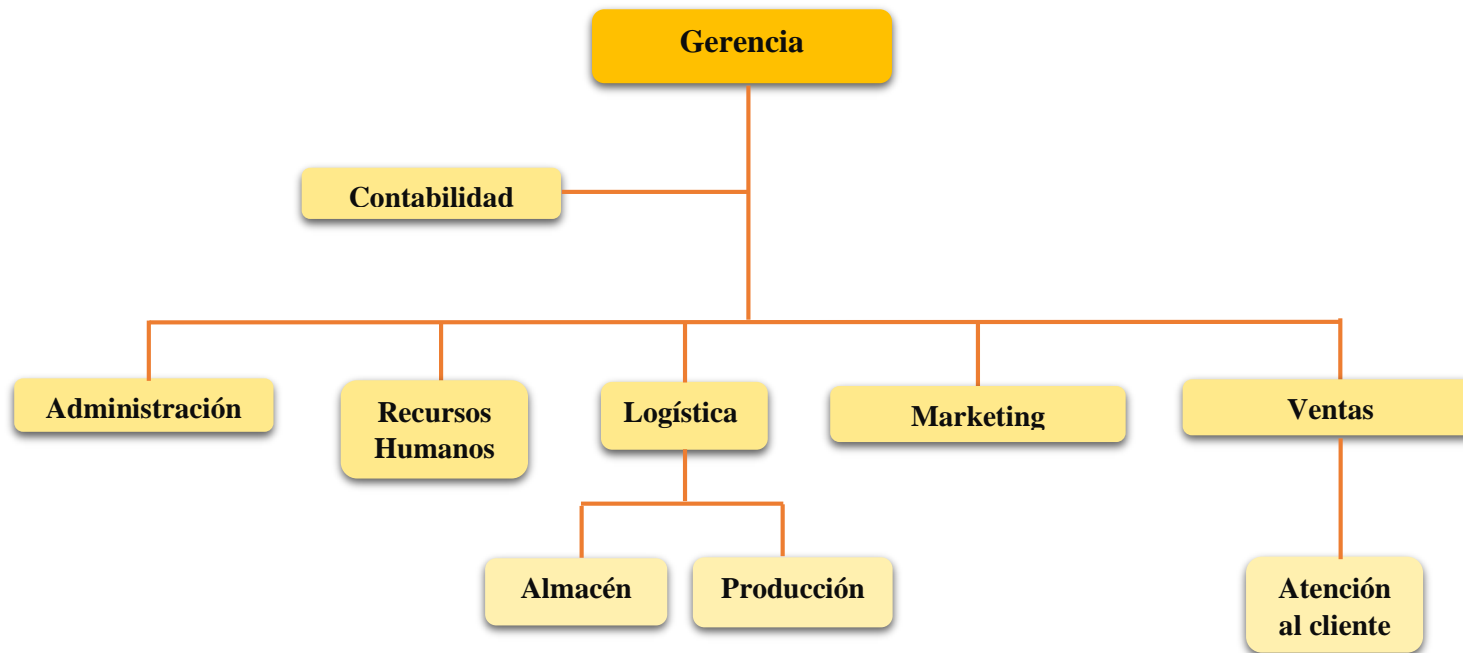 Gerencia
Contabilidad
Administración
Recursos
Humanos
Logística
Marketing
Ventas
Almacén
Producción
Atención
al cliente